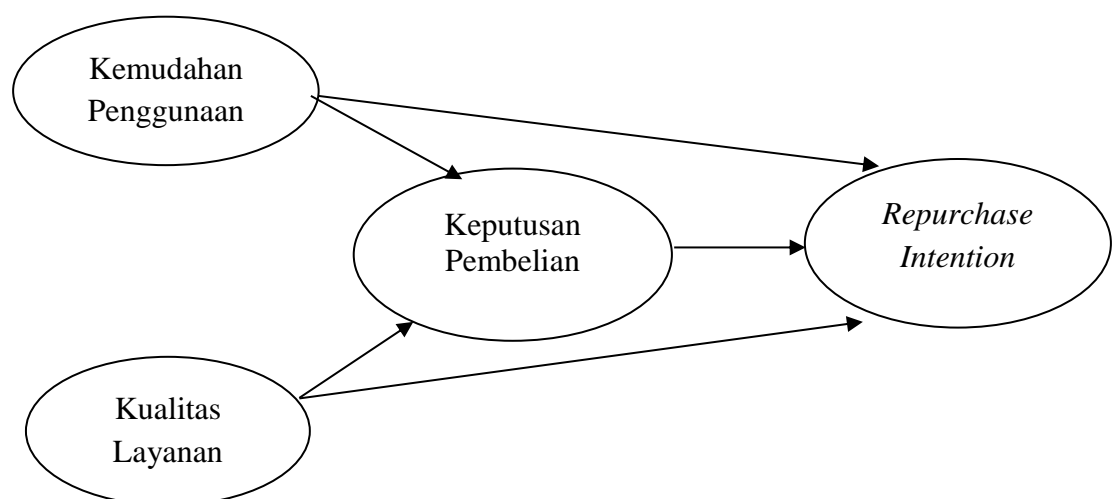 Kemudahan
Penggunaan
Keputusan
Pembelian
Repurchase
Intention
Kualitas
Layanan